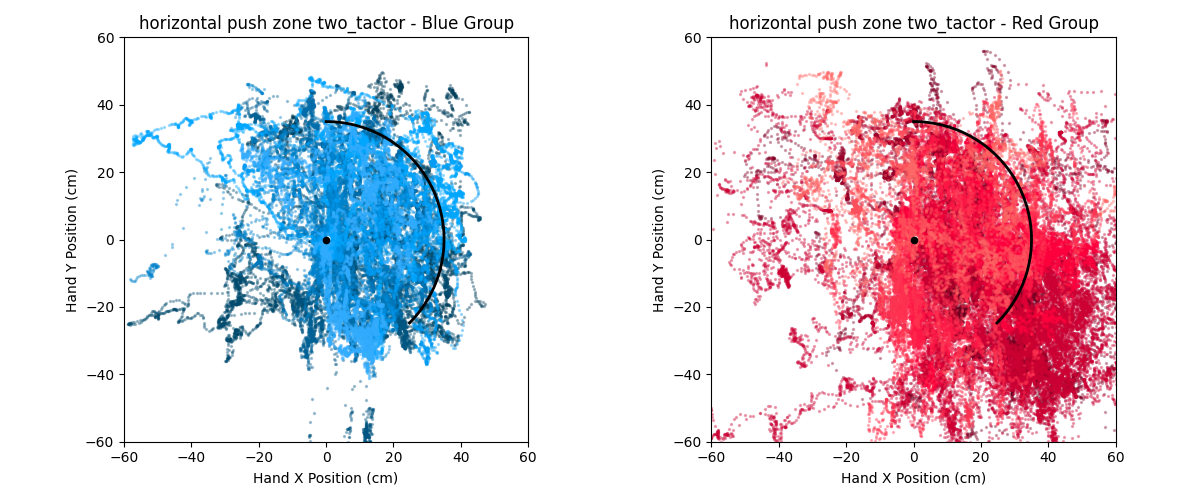 horizontal push zone two_tactor - Blue Group
60
40
20
0
−20
−40
−60
−60 −40 −20 0 20 40 60
Hand X Position (cm)
Hand Y Position (cm)
horizontal push zone two_tactor - Red Group
60
40
20
0
−20
−40
−60
−60 −40 −20 0 20 40 60
Hand X Position (cm)
Hand Y Position (cm)